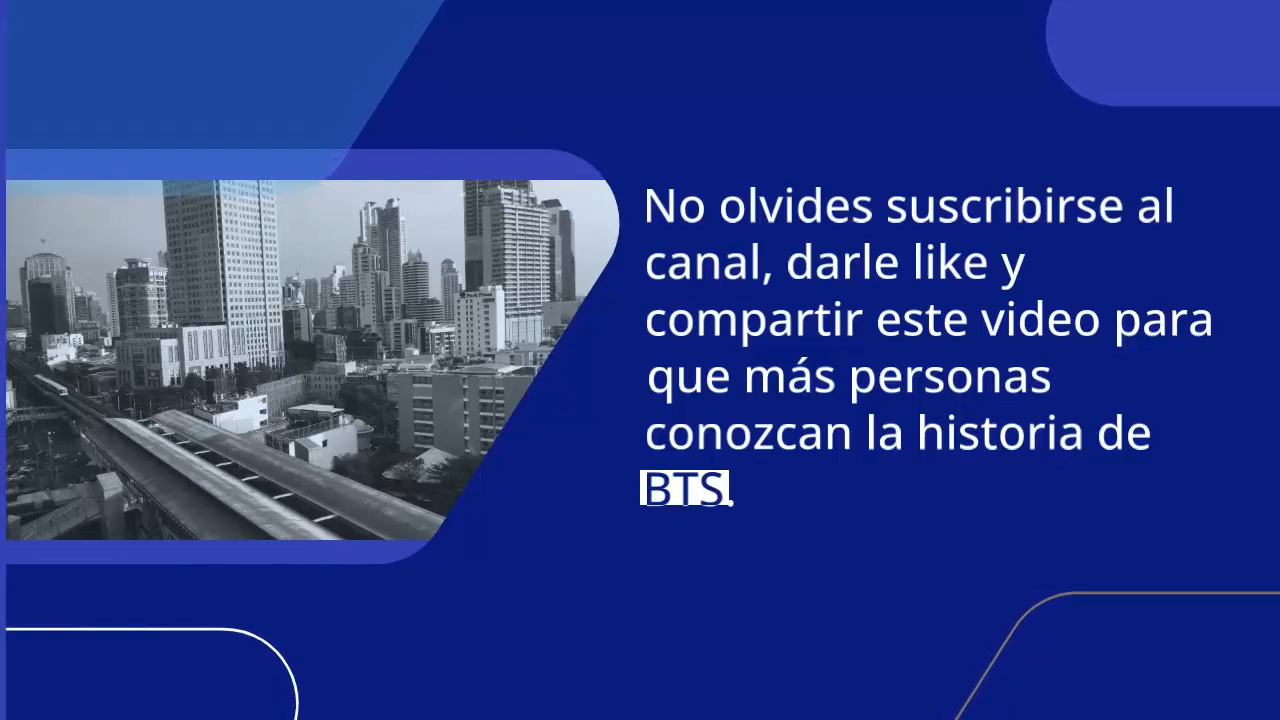 No olvides suscribirse al
canal, darle like y
compartir este video para
que más personas
conozcan la historia de
BTS.